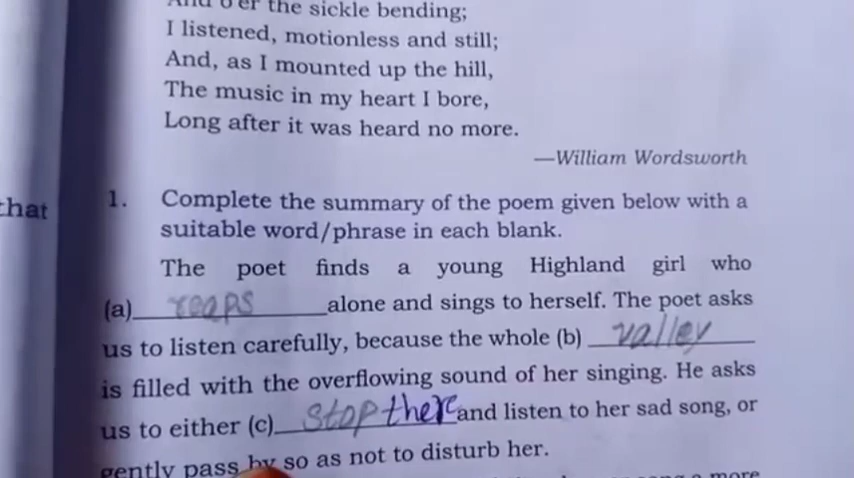 And o'er the sickle bending;
I listened, motionless and still;
And, as I mounted up the hill,
The music in my heart I bore,
Long after it was heard no more.
—William Wordsworth
that
1. Complete the summary of the poem given below with a
suitable word/phrase in each blank.
The poet finds a young Highland girl who
(a) reaps alone and sings to herself. The poet asks
us to listen carefully, because the whole (b) valley
is filled with the overflowing sound of her singing. He asks
us to either (c) stop there and listen to her sad song, or
gently pass by so as not to disturb her.
more